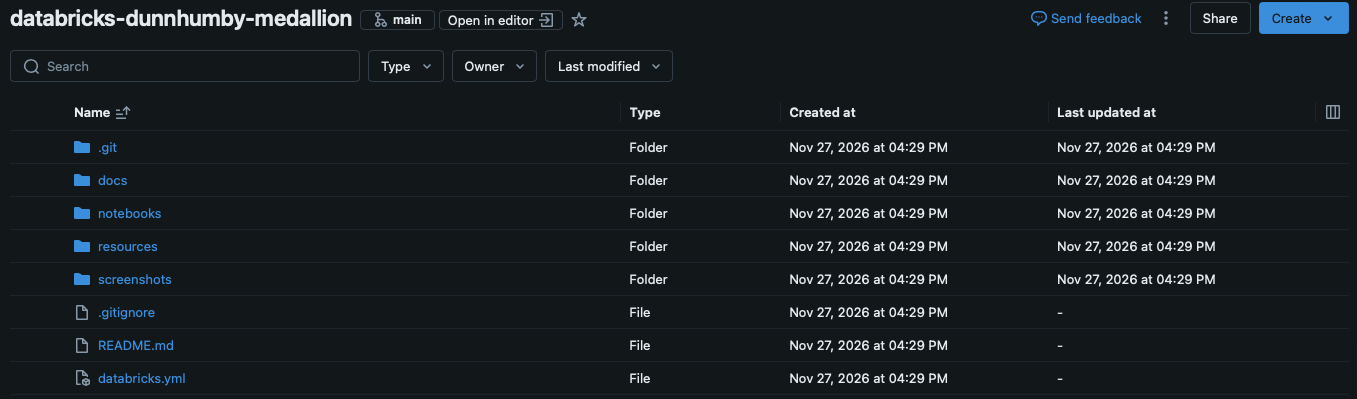 databricks-dunnhumby-medallion main Open in editor Send feedback Share Create
Search Type Owner Last modified
Name Type Created at Last updated at
.git Folder Nov 27, 2026 at 04:29 PM Nov 27, 2026 at 04:29 PM
docs Folder Nov 27, 2026 at 04:29 PM Nov 27, 2026 at 04:29 PM
notebooks Folder Nov 27, 2026 at 04:29 PM Nov 27, 2026 at 04:29 PM
resources Folder Nov 27, 2026 at 04:29 PM Nov 27, 2026 at 04:29 PM
screenshots Folder Nov 27, 2026 at 04:29 PM Nov 27, 2026 at 04:29 PM
.gitignore File Nov 27, 2026 at 04:29 PM -
README.md File Nov 27, 2026 at 04:29 PM -
databricks.yml File Nov 27, 2026 at 04:29 PM -